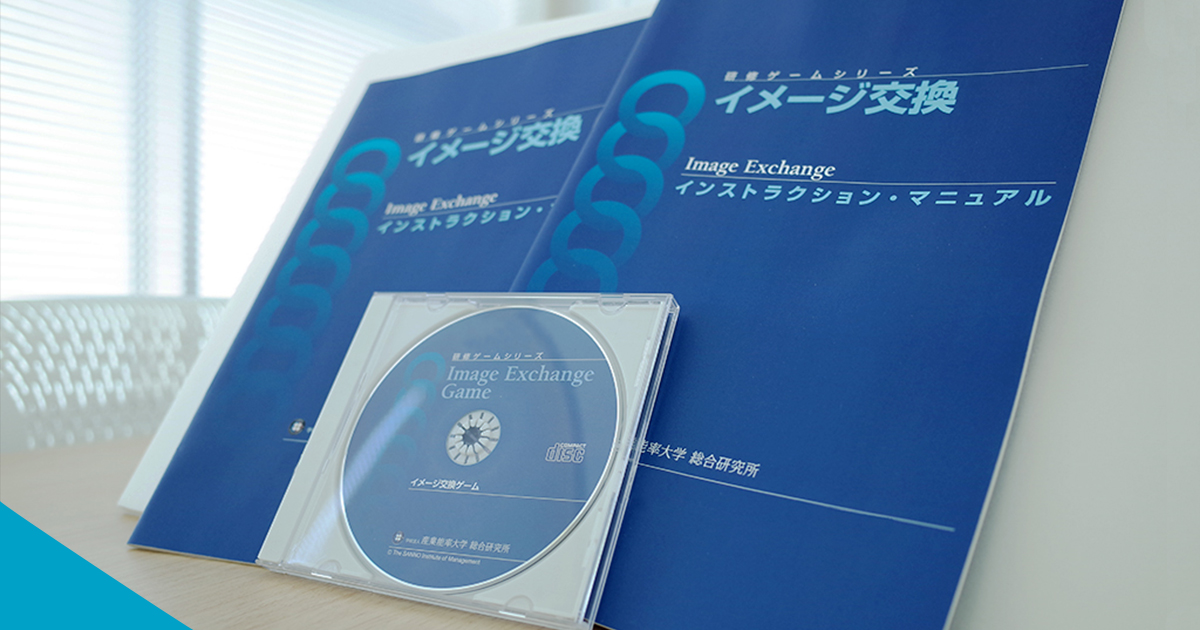 研修ゲームシリーズ
イメージ交換
Image Exchange
インストラクション・
研修ゲームシリーズ
イメージ交換
Image Exchange
インストラクション・マニュアル
能率大学 総合研究所
研修ゲームシリーズ
Image Exchange
Game
COMPACT
disc
イメージ交換ゲーム
学校法人 産業能率大学 総合研究所
© The SANNO Institute of Management